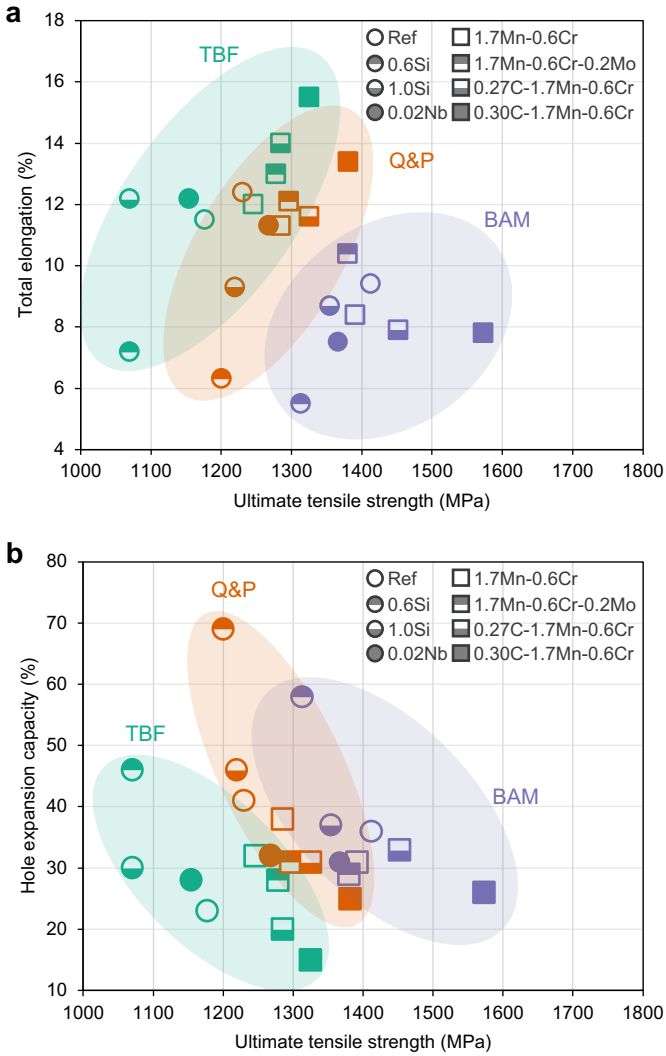 a
18
16
14
12
10
8
6
4
Total elongation (%)
TBF
Q&P
BAM
Ref
0.6Si
1.0Si
0.02Nb
1.7Mn-0.6Cr
1.7Mn-0.6Cr-0.2Mo
0.27C-1.7Mn-0.6Cr
0.30C-1.7Mn-0.6Cr
1000 1100 1200 1300 1400 1500 1600 1700 1800
Ultimate tensile strength (MPa)
b
80
70
60
50
40
30
20
10
Hole expansion capacity (%)
Q&P
TBF
BAM
Ref
0.6Si
1.0Si
0.02Nb
1.7Mn-0.6Cr
1.7Mn-0.6Cr-0.2Mo
0.27C-1.7Mn-0.6Cr
0.30C-1.7Mn-0.6Cr
1000 1100 1200 1300 1400 1500 1600 1700 1800
Ultimate tensile strength (MPa)